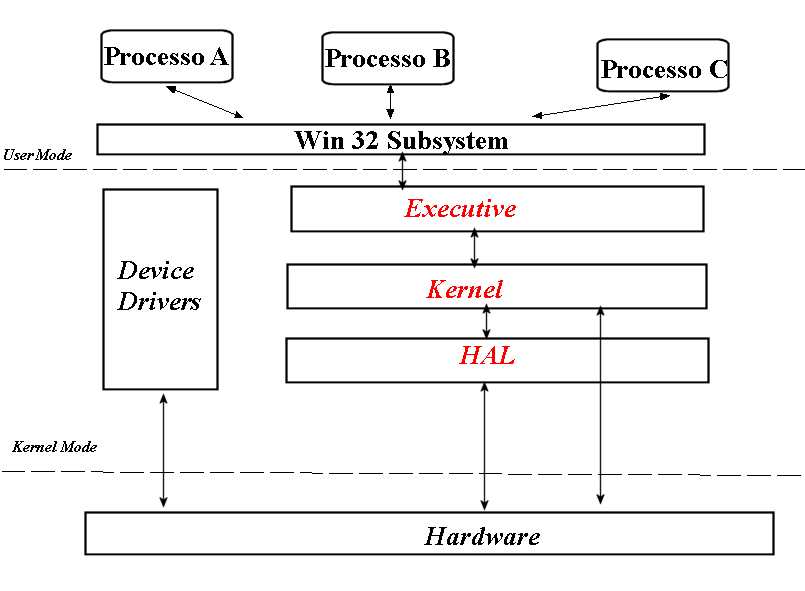 Processo A
Processo B
Processo C
Win 32 Subsystem
User Mode
Executive
Device
Drivers
Kernel
HAL
Kernel Mode
Hardware